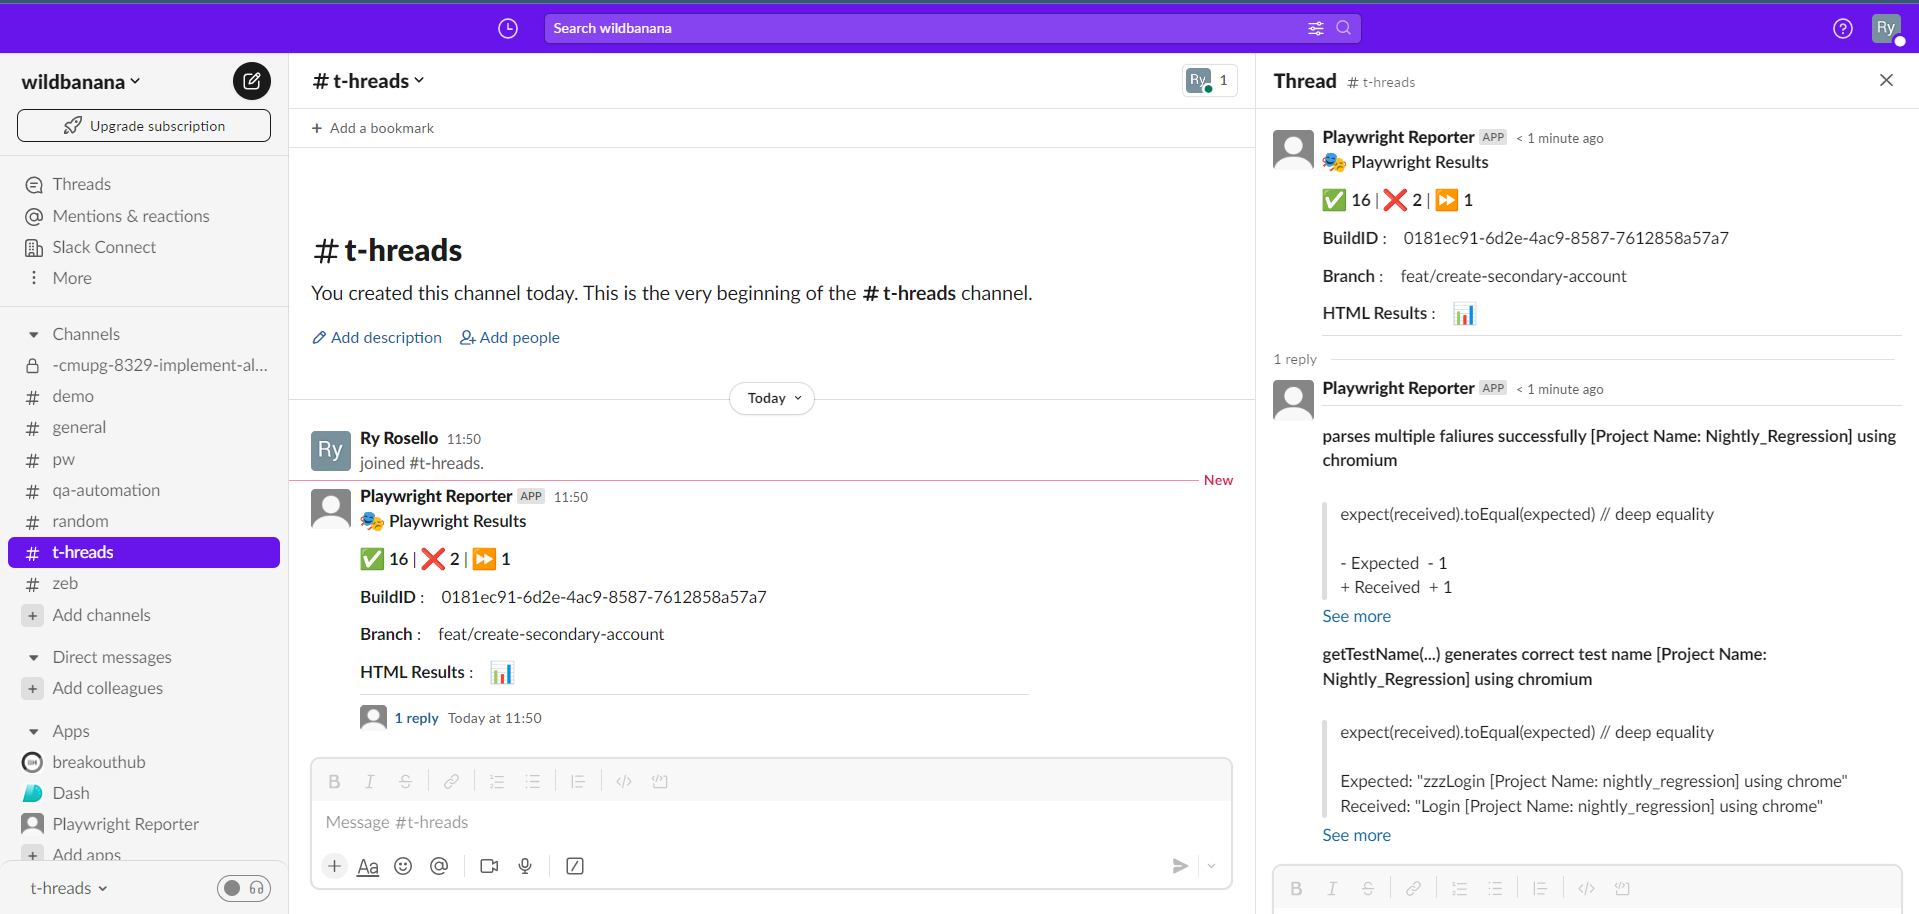 Search wildbanana
Ry
wildbanana
Upgrade subscription
Threads
Mentions & reactions
Slack Connect
More
Channels
-cmupg-8329-implement-al...
demo
general
pw
qa-automation
random
t-threads
zeb
Add channels
Direct messages
Add colleagues
Apps
breakouthub
Dash
Playwright Reporter
Add apps
t-hreads
# t-hreads
Ry 1
+ Add a bookmark
# t-hreads
You created this channel today. This is the very beginning of the # t-hreads channel.
Add description Add people
Today
Ry
Ry Rosello 11:50
joined #t-hreads.
New
Playwright Reporter APP 11:50
Playwright Results
16 | 2 | 1
BuildID : 0181ec91-6d2e-4ac9-8587-7612858a57a7
Branch : feat/create-secondary-account
HTML Results :
1 reply Today at 11:50
Message #t-hreads
Thread # t-hreads
Playwright Reporter APP < 1 minute ago
Playwright Results
16 | 2 | 1
BuildID : 0181ec91-6d2e-4ac9-8587-7612858a57a7
Branch : feat/create-secondary-account
HTML Results :
1 reply
Playwright Reporter APP < 1 minute ago
parses multiple faliures successfully [Project Name: Nightly_Regression] using
chromium
expect(received).toEqual(expected) // deep equality
- Expected - 1
+ Received + 1
See more
getTestName(...) generates correct test name [Project Name:
Nightly_Regression] using chromium
expect(received).toEqual(expected) // deep equality
Expected: "zzzLogin [Project Name: nightly_regression] using chrome"
Received: "Login [Project Name: nightly_regression] using chrome"
See more